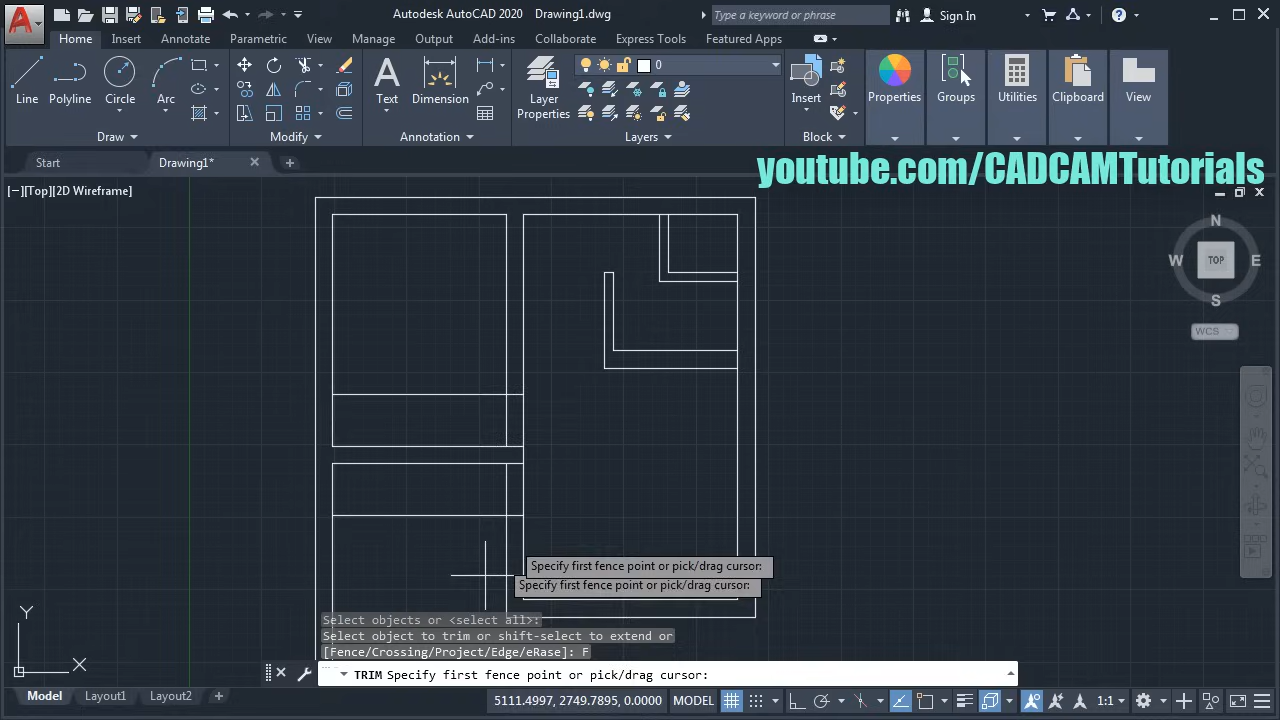 Autodesk AutoCAD 2020 Drawing1.dwg
Type a keyword or phrase
Sign In
Home Insert Annotate Parametric View Manage Output Add-ins Collaborate Express Tools Featured Apps
0
Line Polyline Circle Arc
Text Dimension
Layer
Properties
Insert
Properties Groups Utilities Clipboard View
Draw Modify Annotation Layers Block
Start Drawing1*
youtube.com/CADCAMTutorials
[−][Top][2D Wireframe]
N
W TOP E
S
WCS
Specify first fence point or pick/drag cursor:
Specify first fence point or pick/drag cursor:
Y
X
Select objects or <select all>:
Select object to trim or shift-select to extend or
[Fence/Crossing/Project/Edge/eRase]: F
TRIM Specify first fence point or pick/drag cursor:
Model Layout1 Layout2
5111.4997, 2749.7895, 0.0000 MODEL 1:1